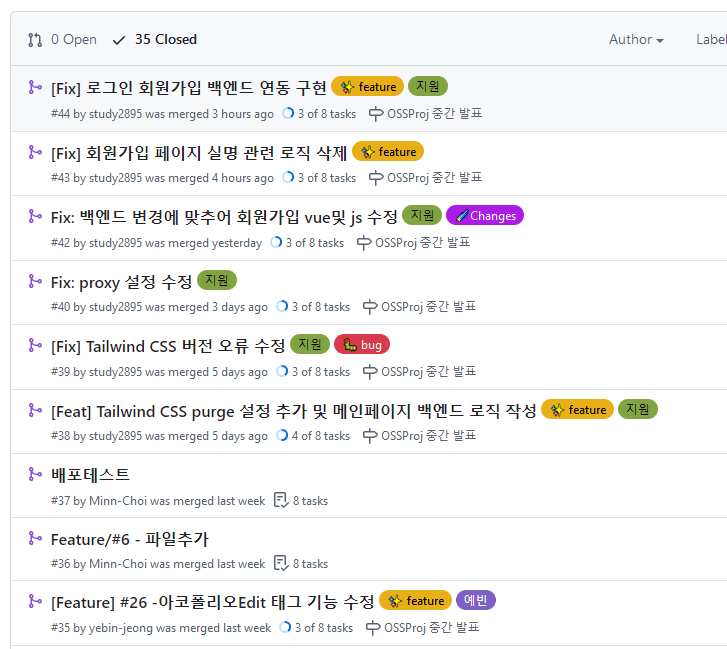 0 Open 35 Closed Author Label
[Fix] 로그인 회원가입 백엔드 연동 구현 feature 지원
#44 by study2895 was merged 3 hours ago 3 of 8 tasks OSSProj 중간 발표
[Fix] 회원가입 페이지 실명 관련 로직 삭제 feature
#43 by study2895 was merged 4 hours ago 3 of 8 tasks OSSProj 중간 발표
Fix: 백엔드 변경에 맞추어 회원가입 vue및 js 수정 지원 Changes
#42 by study2895 was merged yesterday 3 of 8 tasks OSSProj 중간 발표
Fix: proxy 설정 수정 지원
#40 by study2895 was merged 3 days ago 3 of 8 tasks OSSProj 중간 발표
[Fix] Tailwind CSS 버전 오류 수정 지원 bug
#39 by study2895 was merged 5 days ago 3 of 8 tasks OSSProj 중간 발표
[Feat] Tailwind CSS purge 설정 추가 및 메인페이지 백엔드 로직 작성 feature 지원
#38 by study2895 was merged 5 days ago 4 of 8 tasks OSSProj 중간 발표
배포테스트
#37 by Minn-Choi was merged last week 8 tasks
Feature/#6 - 파일추가
#36 by Minn-Choi was merged last week 8 tasks
[Feature] #26 -아코폴리오Edit 태그 기능 수정 feature 예빈
#35 by yebin-jeong was merged last week 3 of 8 tasks OSSProj 중간 발표